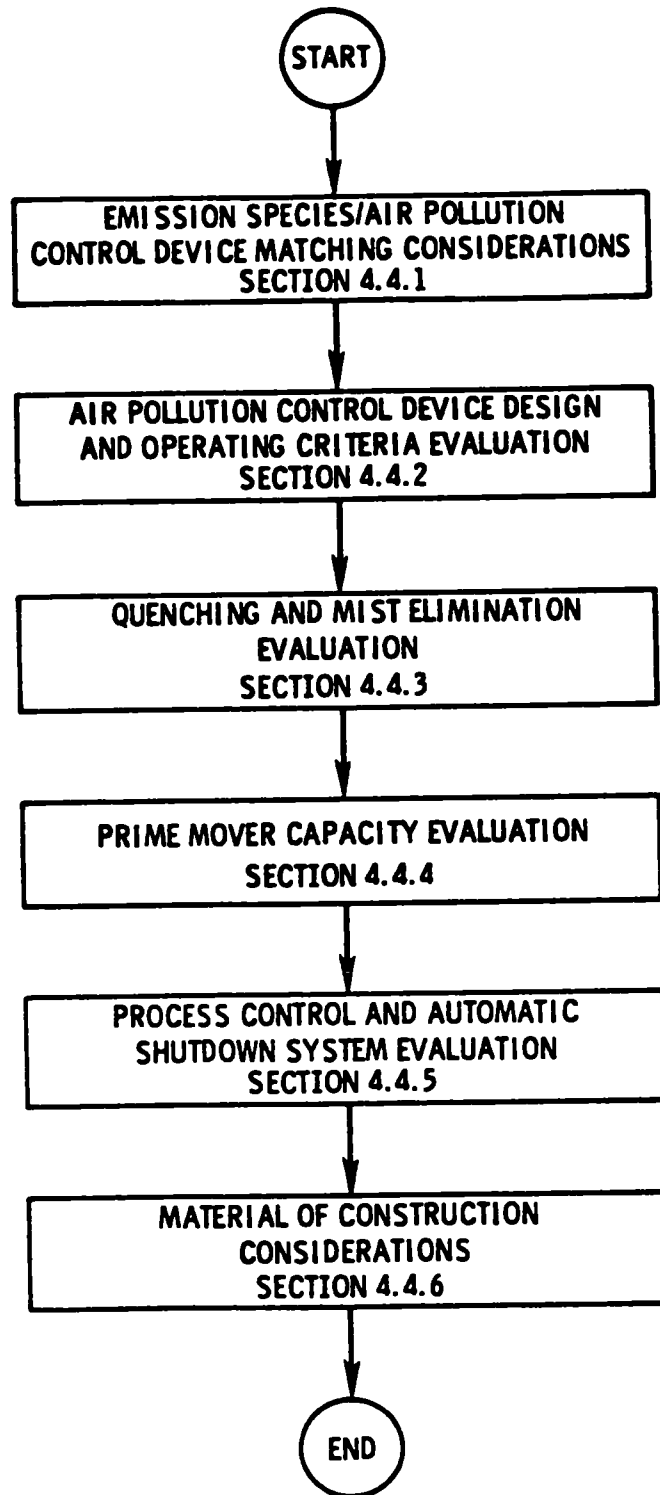 START
EMISSION SPECIES/AIR POLLUTION
CONTROL DEVICE MATCHING CONSIDERATIONS
SECTION 4.4.1
AIR POLLUTION CONTROL DEVICE DESIGN
AND OPERATING CRITERIA EVALUATION
SECTION 4.4.2
QUENCHING AND MIST ELIMINATION
EVALUATION
SECTION 4.4.3
PRIME MOVER CAPACITY EVALUATION
SECTION 4.4.4
PROCESS CONTROL AND AUTOMATIC
SHUTDOWN SYSTEM EVALUATION
SECTION 4.4.5
MATERIAL OF CONSTRUCTION
CONSIDERATIONS
SECTION 4.4.6
END